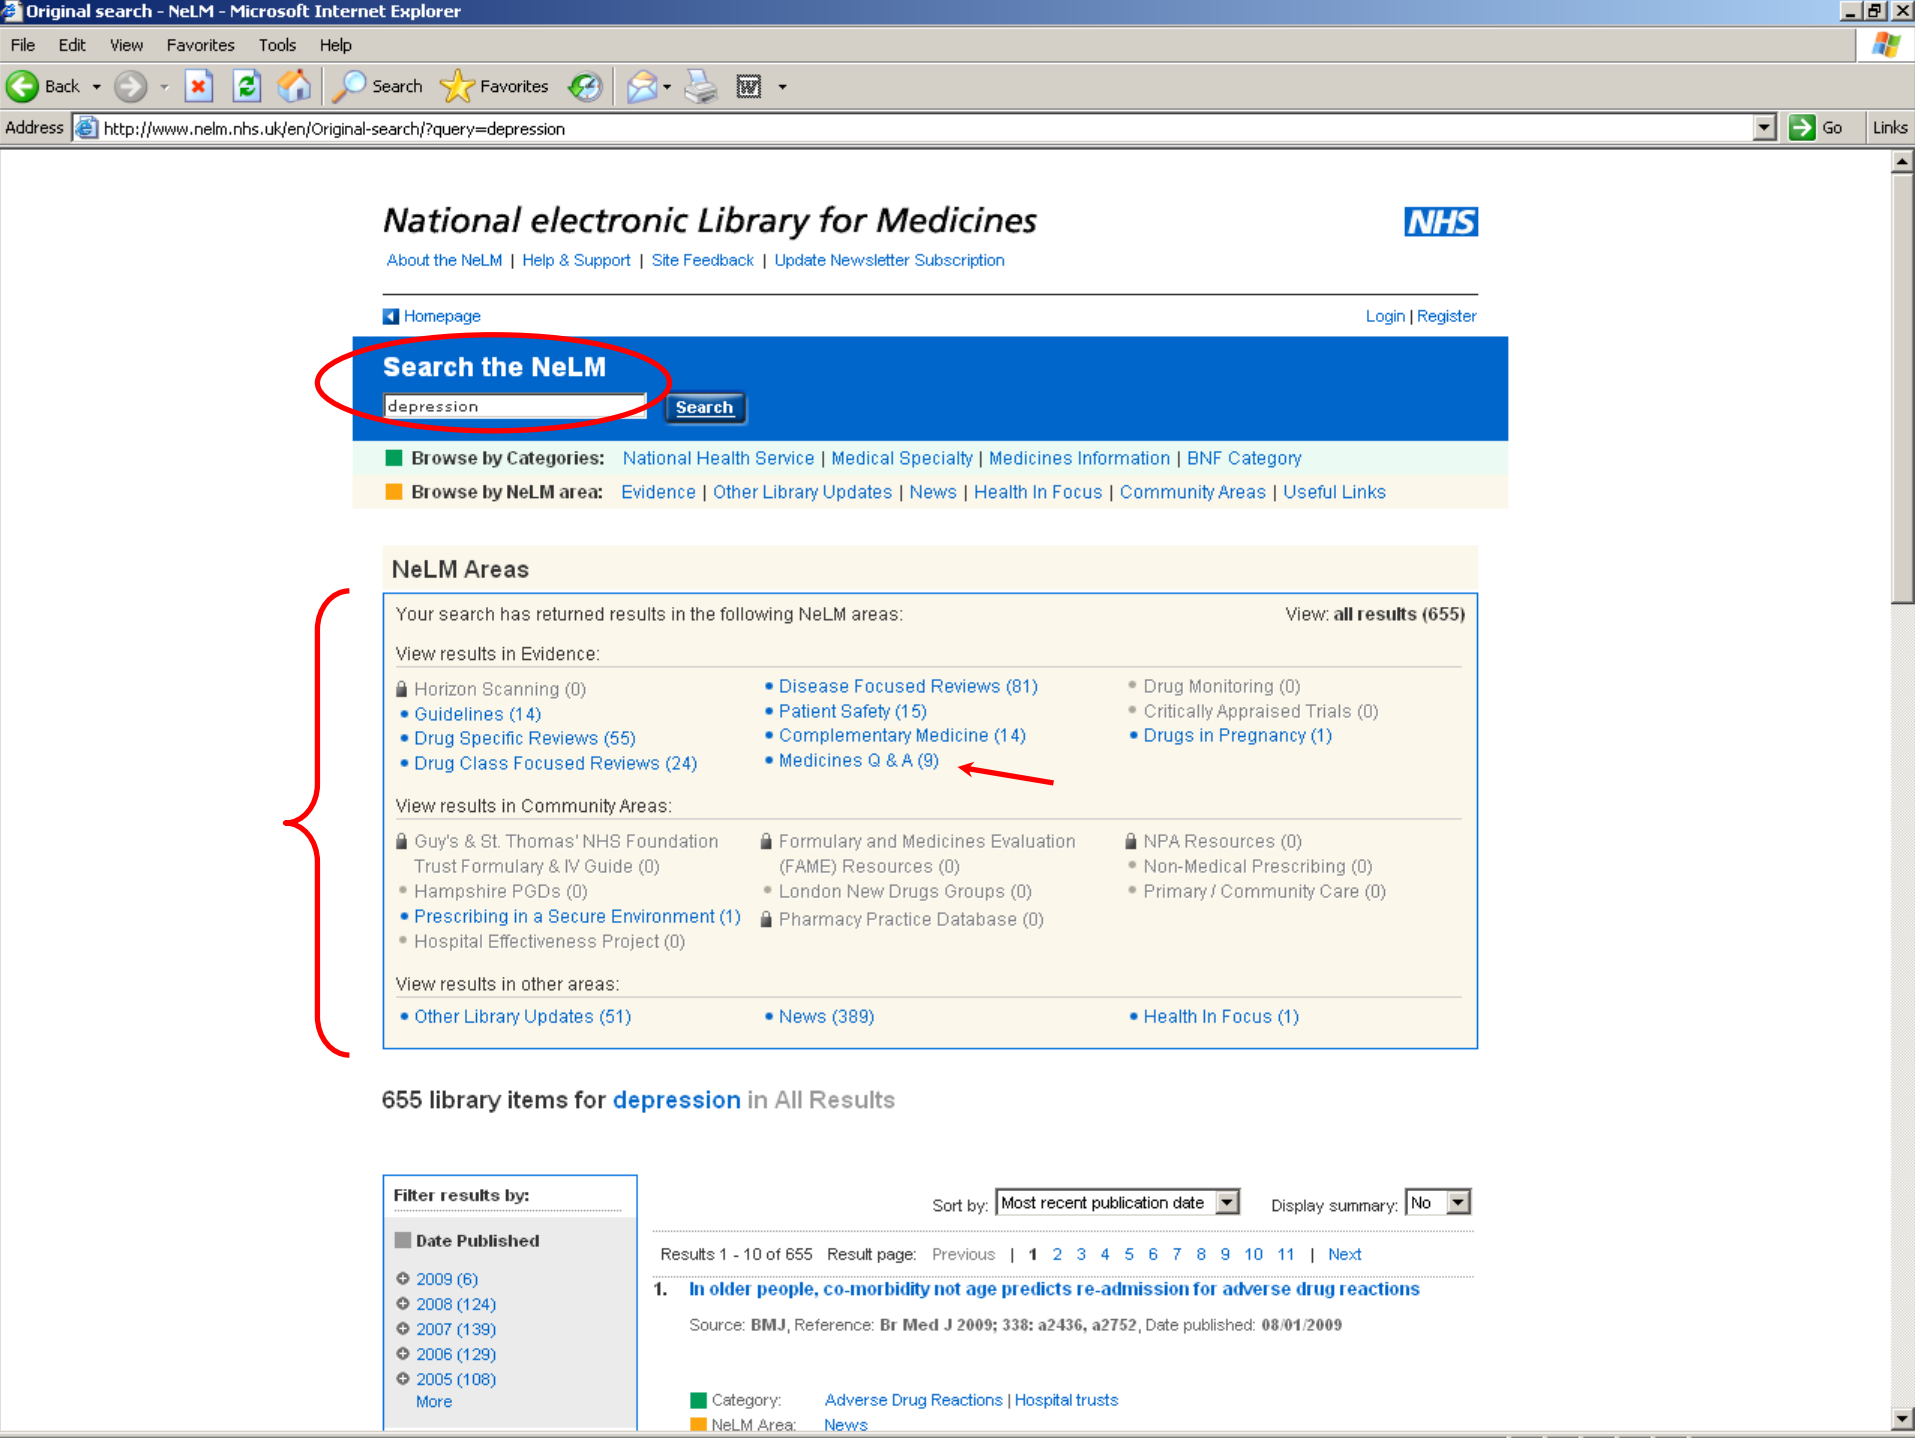 Original search - NeLM - Microsoft Internet Explorer
File Edit View Favorites Tools Help
Back Search Favorites
Address http://www.nelm.nhs.uk/en/Original-search/?query=depression Go Links
National electronic Library for Medicines NHS
About the NeLM | Help & Support | Site Feedback | Update Newsletter Subscription
Homepage Login | Register
Search the NeLM
depression Search
Browse by Categories: National Health Service | Medical Specialty | Medicines Information | BNF Category
Browse by NeLM area: Evidence | Other Library Updates | News | Health In Focus | Community Areas | Useful Links
NeLM Areas
Your search has returned results in the following NeLM areas: View: all results (655)
View results in Evidence:
Horizon Scanning (0)
Guidelines (14)
Drug Specific Reviews (55)
Drug Class Focused Reviews (24)
Disease Focused Reviews (81)
Patient Safety (15)
Complementary Medicine (14)
Medicines Q & A (9)
Drug Monitoring (0)
Critically Appraised Trials (0)
Drugs in Pregnancy (1)
View results in Community Areas:
Guy's & St. Thomas' NHS Foundation
Trust Formulary & IV Guide (0)
Hampshire PGDs (0)
Prescribing in a Secure Environment (1)
Hospital Effectiveness Project (0)
Formulary and Medicines Evaluation
(FAME) Resources (0)
London New Drugs Groups (0)
Pharmacy Practice Database (0)
NPA Resources (0)
Non-Medical Prescribing (0)
Primary / Community Care (0)
View results in other areas:
Other Library Updates (51) News (389) Health In Focus (1)
655 library items for depression in All Results
Filter results by:
Date Published
2009 (6)
2008 (124)
2007 (139)
2006 (129)
2005 (108)
More
Sort by: Most recent publication date Display summary: No
Results 1 - 10 of 655 Result page: Previous | 1 2 3 4 5 6 7 8 9 10 11 | Next
1. In older people, co-morbidity not age predicts re-admission for adverse drug reactions
Source: BMJ, Reference: Br Med J 2009; 338: a2436, a2752, Date published: 08/01/2009
Category: Adverse Drug Reactions | Hospital trusts
NeLM Area: News